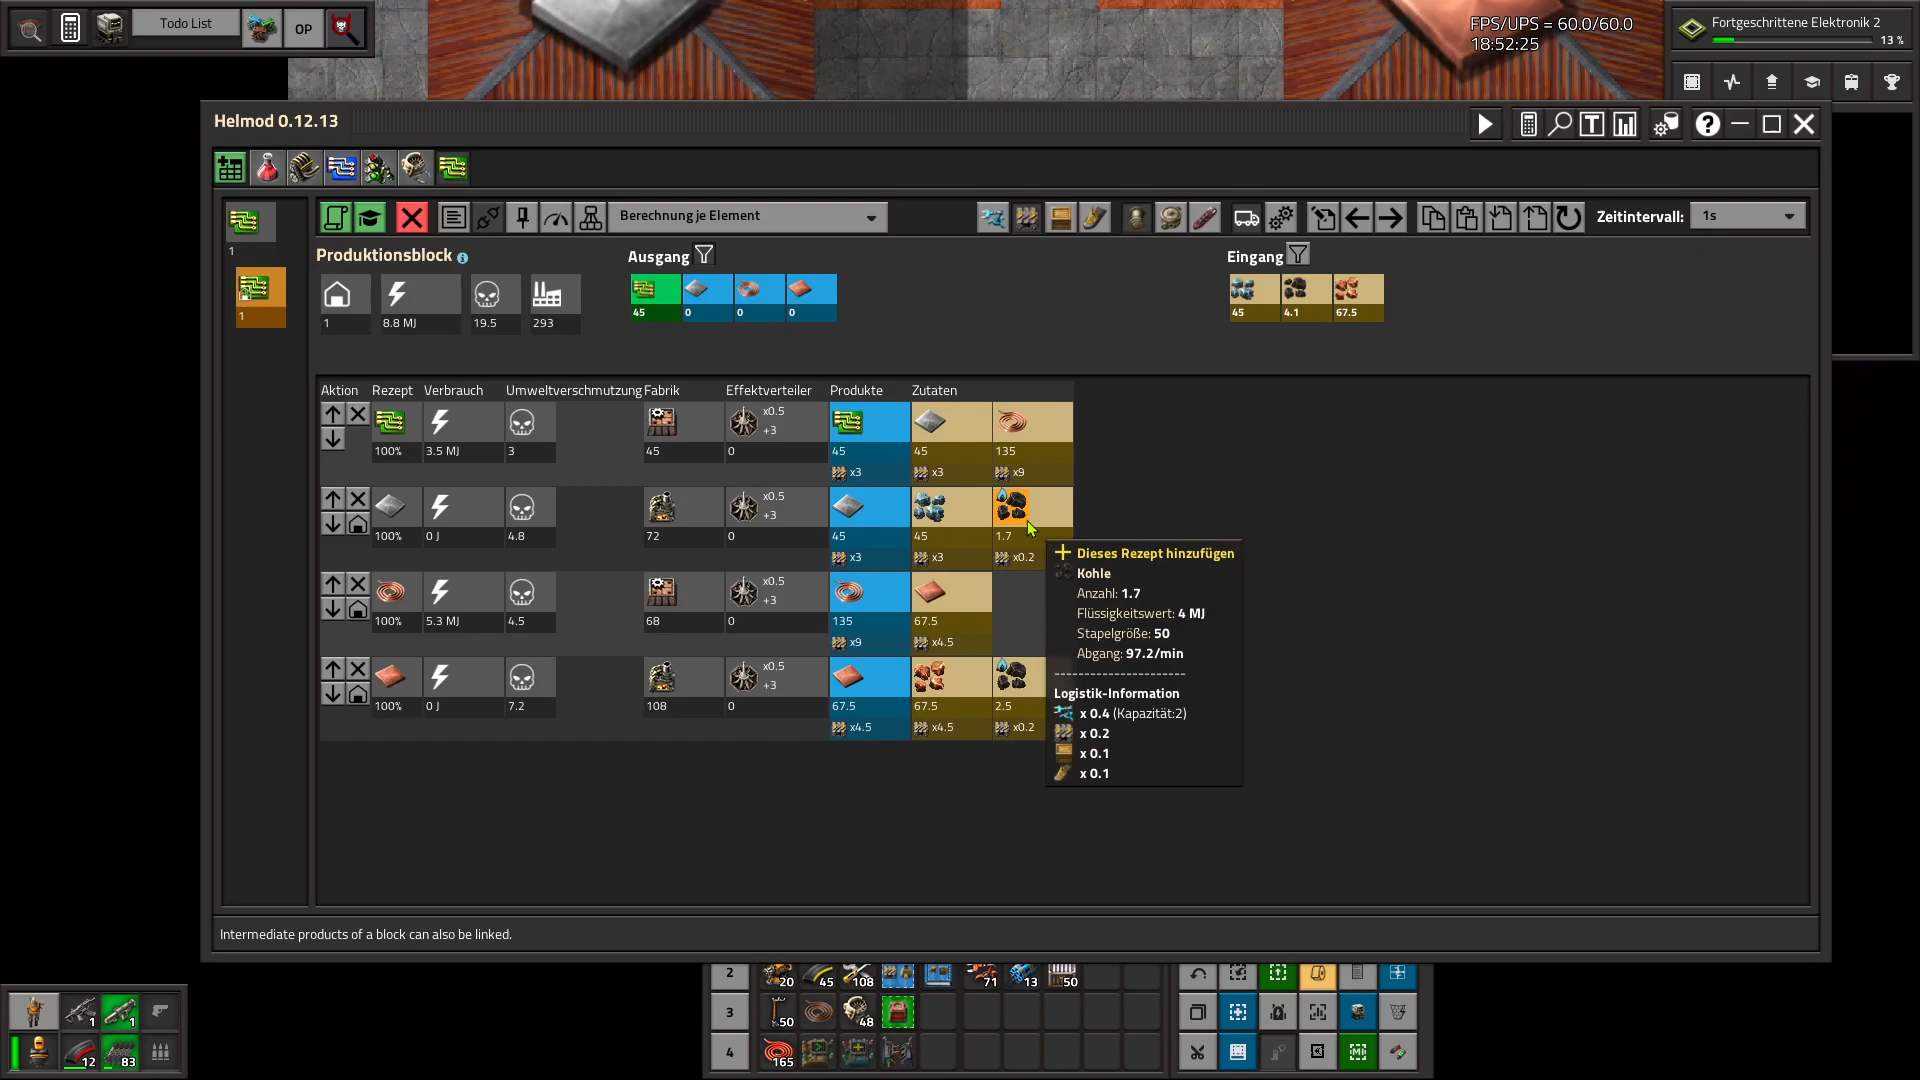 Todo List
OP
FPS/UPS = 60.0/60.0
18:52:25
Fortgeschrittene Elektronik 2
13 %
Helmod 0.12.13
Berechnung je Element
Zeitintervall:
1s
1
1
Produktionsblock
Ausgang
Eingang
1
8.8 MJ
19.5
293
45
0
0
0
45
4.1
67.5
Aktion
Rezept
Verbrauch
Umweltverschmutzung
Fabrik
Effektverteiler
Produkte
Zutaten
x0.5
+3
100%
3.5 MJ
3
45
0
45
45
135
x3
x3
x9
x0.5
+3
100%
0 J
4.8
72
0
45
45
1.7
x3
x3
x0.2
x0.5
+3
100%
5.3 MJ
4.5
68
0
135
67.5
x9
x4.5
x0.5
+3
100%
0 J
7.2
108
0
67.5
67.5
2.5
x4.5
x4.5
x0.2
Dieses Rezept hinzufügen
Kohle
Anzahl: 1.7
Flüssigkeitswert: 4 MJ
Stapelgröße: 50
Abgang: 97.2/min
----------------------
Logistik-Information
x 0.4 (Kapazität:2)
x 0.2
x 0.1
x 0.1
Intermediate products of a block can also be linked.
2
20
45
108
71
13
50
3
50
48
4
165
1
1
12
83